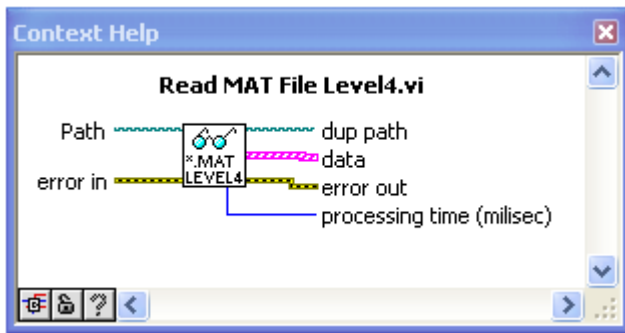 Context Help
Read MAT File Level4.vi
Path
dup path
*.MAT
data
error in
LEVEL4
error out
processing time (milisec)
?